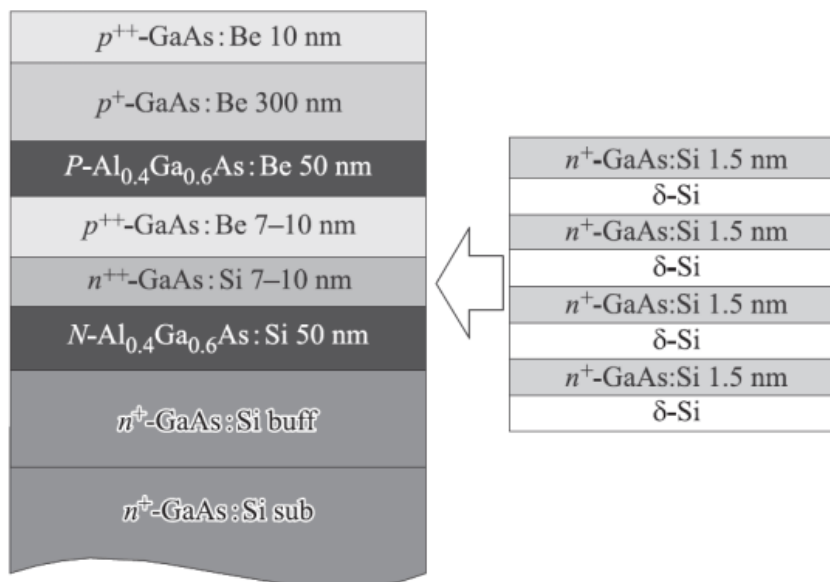 p⁺⁺-GaAs:Be 10 nm
p⁺-GaAs:Be 300 nm
P-Al₀.₄Ga₀.₆As:Be 50 nm
p⁺⁺-GaAs:Be 7–10 nm
n⁺⁺-GaAs:Si 7–10 nm
N-Al₀.₄Ga₀.₆As:Si 50 nm
n⁺-GaAs:Si buff
n⁺-GaAs:Si sub
n⁺-GaAs:Si 1.5 nm
δ-Si
n⁺-GaAs:Si 1.5 nm
δ-Si
n⁺-GaAs:Si 1.5 nm
δ-Si
n⁺-GaAs:Si 1.5 nm
δ-Si